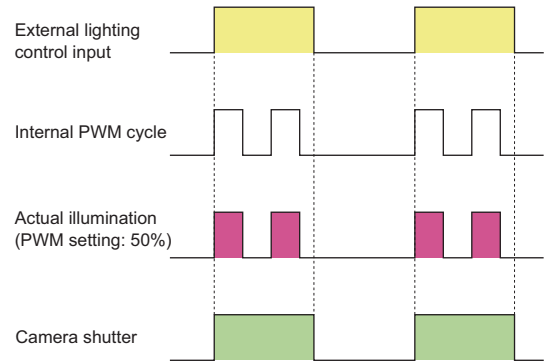 External lighting
control input
Internal PWM cycle
Actual illumination
(PWM setting: 50%)
Camera shutter